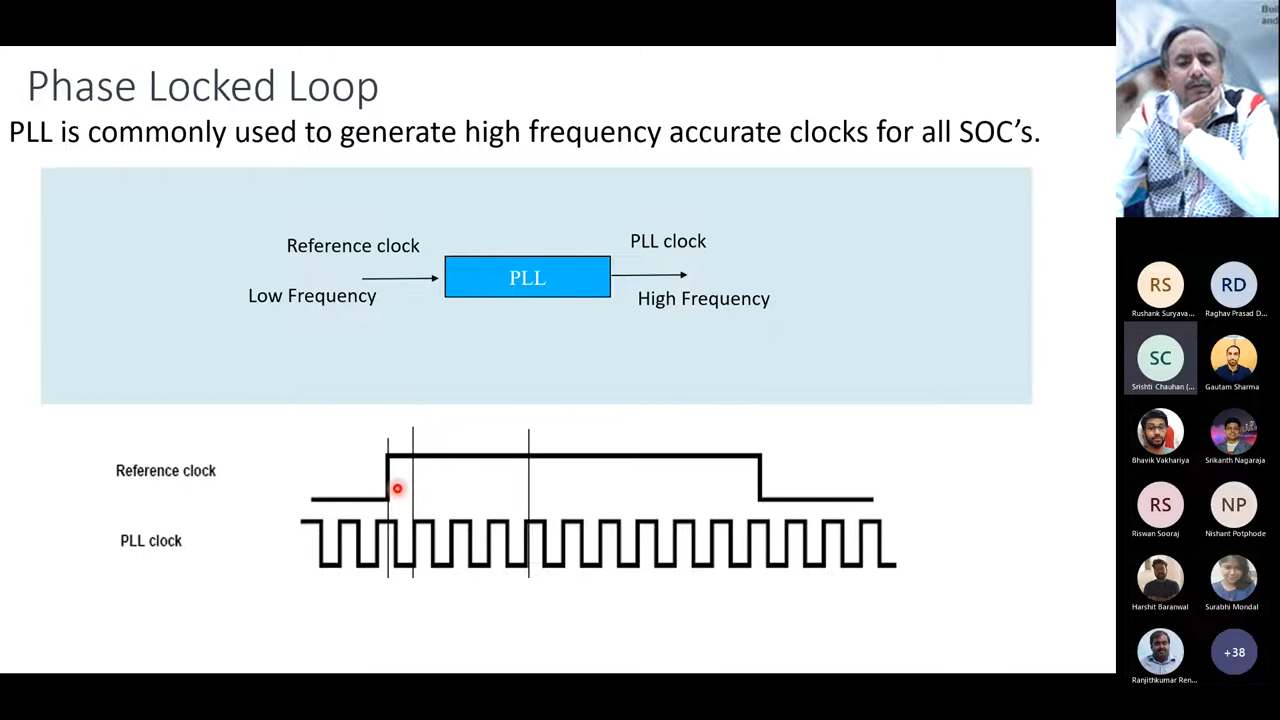 Phase Locked Loop
PLL is commonly used to generate high frequency accurate clocks for all SOC's.
Reference clock
PLL clock
PLL
Low Frequency
High Frequency
Reference clock
PLL clock
Bui
and
RS
RD
Rushank Suryava...
Raghav Prasad D...
SC
Srishti Chauhan (...
Gautam Sharma
Bhavik Vakhariya
Srikanth Nagaraja
RS
NP
Riswan Sooraj
Nishant Potphode
Harshit Baranwal
Surabhi Mondal
+38
Ranjithkumar Ren...